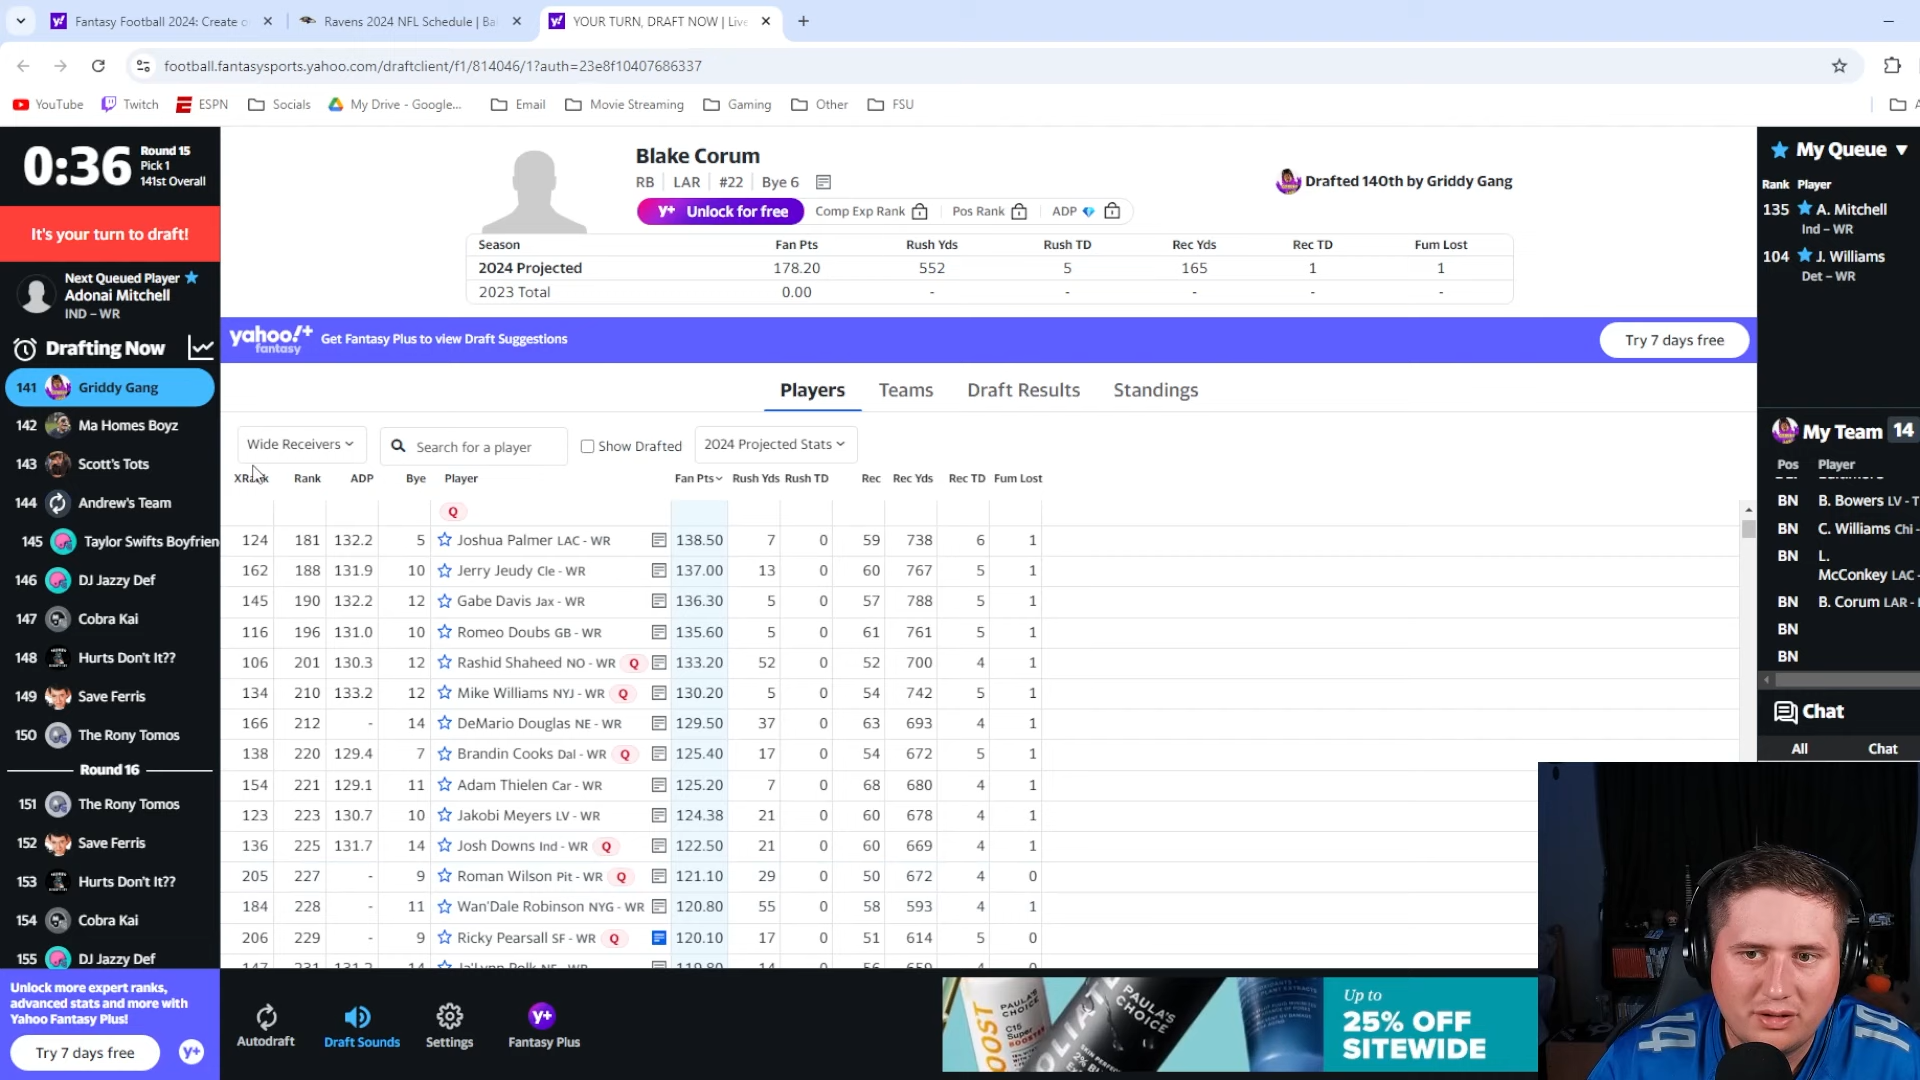 Fantasy Football 2024: Create o
Ravens 2024 NFL Schedule | Bal
YOUR TURN, DRAFT NOW | Live
football.fantasysports.yahoo.com/draftclient/f1/814046/1?auth=23e8f10407686337
YouTube
Twitch
ESPN
Socials
My Drive - Google...
Email
Movie Streaming
Gaming
Other
FSU
0:36
Round 15
Pick 1
141st Overall
It's your turn to draft!
Next Queued Player
Adonai Mitchell
IND – WR
Drafting Now
141 Griddy Gang
142 Ma Homes Boyz
143 Scott's Tots
144 Andrew's Team
145 Taylor Swifts Boyfrien
146 DJ Jazzy Def
147 Cobra Kai
148 Hurts Don't It??
149 Save Ferris
150 The Rony Tomos
Round 16
151 The Rony Tomos
152 Save Ferris
153 Hurts Don't It??
154 Cobra Kai
155 DJ Jazzy Def
Unlock more expert ranks,
advanced stats and more with
Yahoo Fantasy Plus!
Try 7 days free y+
Blake Corum
RB LAR #22 Bye 6
y+ Unlock for free Comp Exp Rank Pos Rank ADP
Drafted 140th by Griddy Gang
Season Fan Pts Rush Yds Rush TD Rec Yds Rec TD Fum Lost
2024 Projected 178.20 552 5 165 1 1
2023 Total 0.00 - - - - -
yahoo!+
fantasy
Get Fantasy Plus to view Draft Suggestions
Try 7 days free
Players Teams Draft Results Standings
Wide Receivers Search for a player Show Drafted 2024 Projected Stats
XRank Rank ADP Bye Player Fan Pts Rush Yds Rush TD Rec Rec Yds Rec TD Fum Lost
Q
124 181 132.2 5 Joshua Palmer LAC - WR 138.50 7 0 59 738 6 1
162 188 131.9 10 Jerry Jeudy Cle - WR 137.00 13 0 60 767 5 1
145 190 132.2 12 Gabe Davis Jax - WR 136.30 5 0 57 788 5 1
116 196 131.0 10 Romeo Doubs GB - WR 135.60 5 0 61 761 5 1
106 201 130.3 12 Rashid Shaheed NO - WR Q 133.20 52 0 52 700 4 1
134 210 133.2 12 Mike Williams NYJ - WR Q 130.20 5 0 54 742 5 1
166 212 - 14 DeMario Douglas NE - WR 129.50 37 0 63 693 4 1
138 220 129.4 7 Brandin Cooks Dal - WR Q 125.40 17 0 54 672 5 1
154 221 129.1 11 Adam Thielen Car - WR 125.20 7 0 68 680 4 1
123 223 130.7 10 Jakobi Meyers LV - WR 124.38 21 0 60 678 4 1
136 225 131.7 14 Josh Downs Ind - WR Q 122.50 21 0 60 669 4 1
205 227 - 9 Roman Wilson Pit - WR Q 121.10 29 0 50 672 4 0
184 228 - 11 Wan'Dale Robinson NYG - WR 120.80 55 0 58 593 4 1
206 229 - 9 Ricky Pearsall SF - WR Q 120.10 17 0 51 614 5 0
147 231 131.2 14 Ja'Lynn Polk NE - WR 119.80 14 0 56 659 4 0
Autodraft
Draft Sounds
Settings
y+
Fantasy Plus
PAULA'S CHOICE
BOOST
C15
Super
PAULA'S
CHOICE
Up to
25% OFF
SITEWIDE
My Queue
Rank Player
135 A. Mitchell
Ind – WR
104 J. Williams
Det – WR
My Team 14
Pos Player
BN B. Bowers LV - T
BN C. Williams Chi -
BN L.
McConkey LAC -
BN B. Corum LAR -
BN
BN
Chat
All Chat